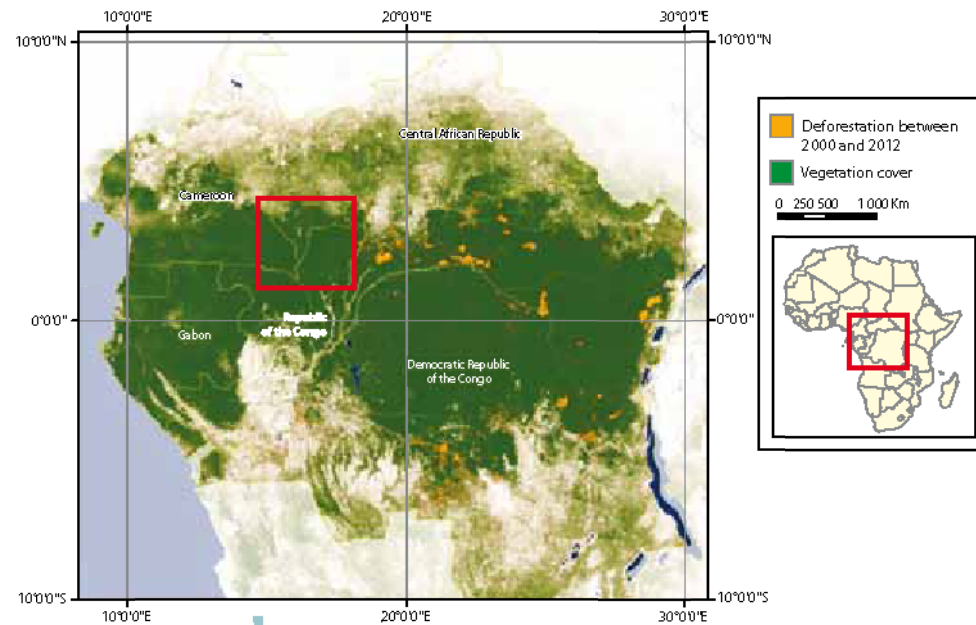 10°0'0"E 20°0'0"E 30°0'0"E
10°0'0"N 10°0'0"N
Central African Republic
Cameroon
Republic
of the Congo
0°0'0" 0°0'0"
Gabon
Democratic Republic
of the Congo
10°0'0"S 10°0'0"S
10°0'0"E 20°0'0"E 30°0'0"E
Deforestation between
2000 and 2012
Vegetation cover
0 250 500 1 000 Km